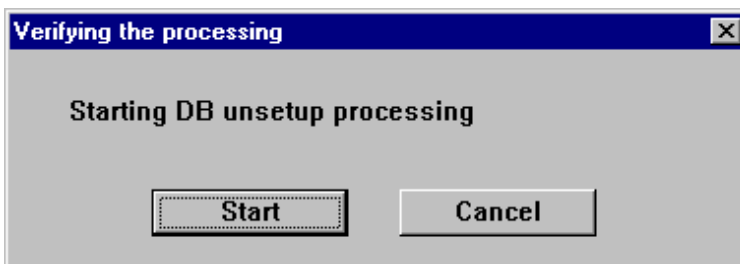 Verifying the processing
Starting DB unsetup processing
Start Cancel